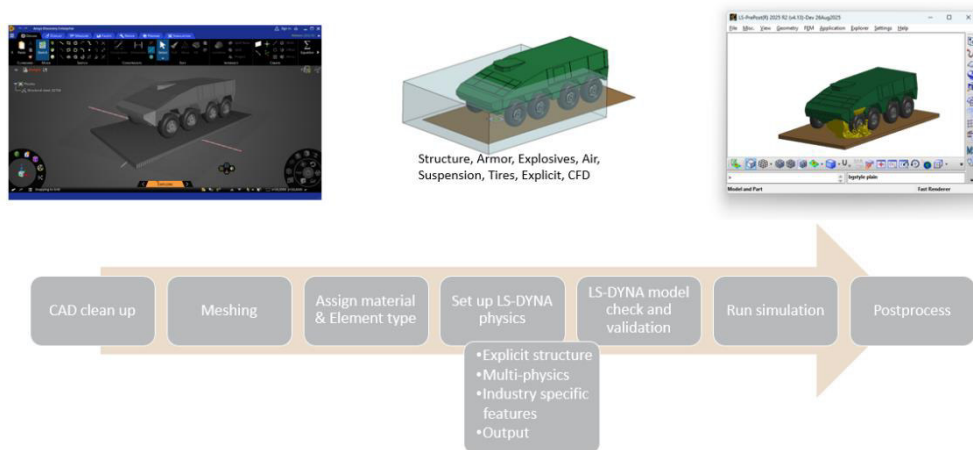 LS-PrePost(R) 2025 R2 (v4.13)-Dev 28Aug2025
File Misc. View Geometry FEM Application Explorer Settings Help
Structure, Armor, Explosives, Air,
Suspension, Tires, Explicit, CFD
> bgstyle plain
Model and Part Fast Renderer
CAD clean up
Meshing
Assign material
& Element type
Set up LS-DYNA
physics
LS-DYNA model
check and
validation
Run simulation
Postprocess
•Explicit structure
•Multi-physics
•Industry specific
features
•Output